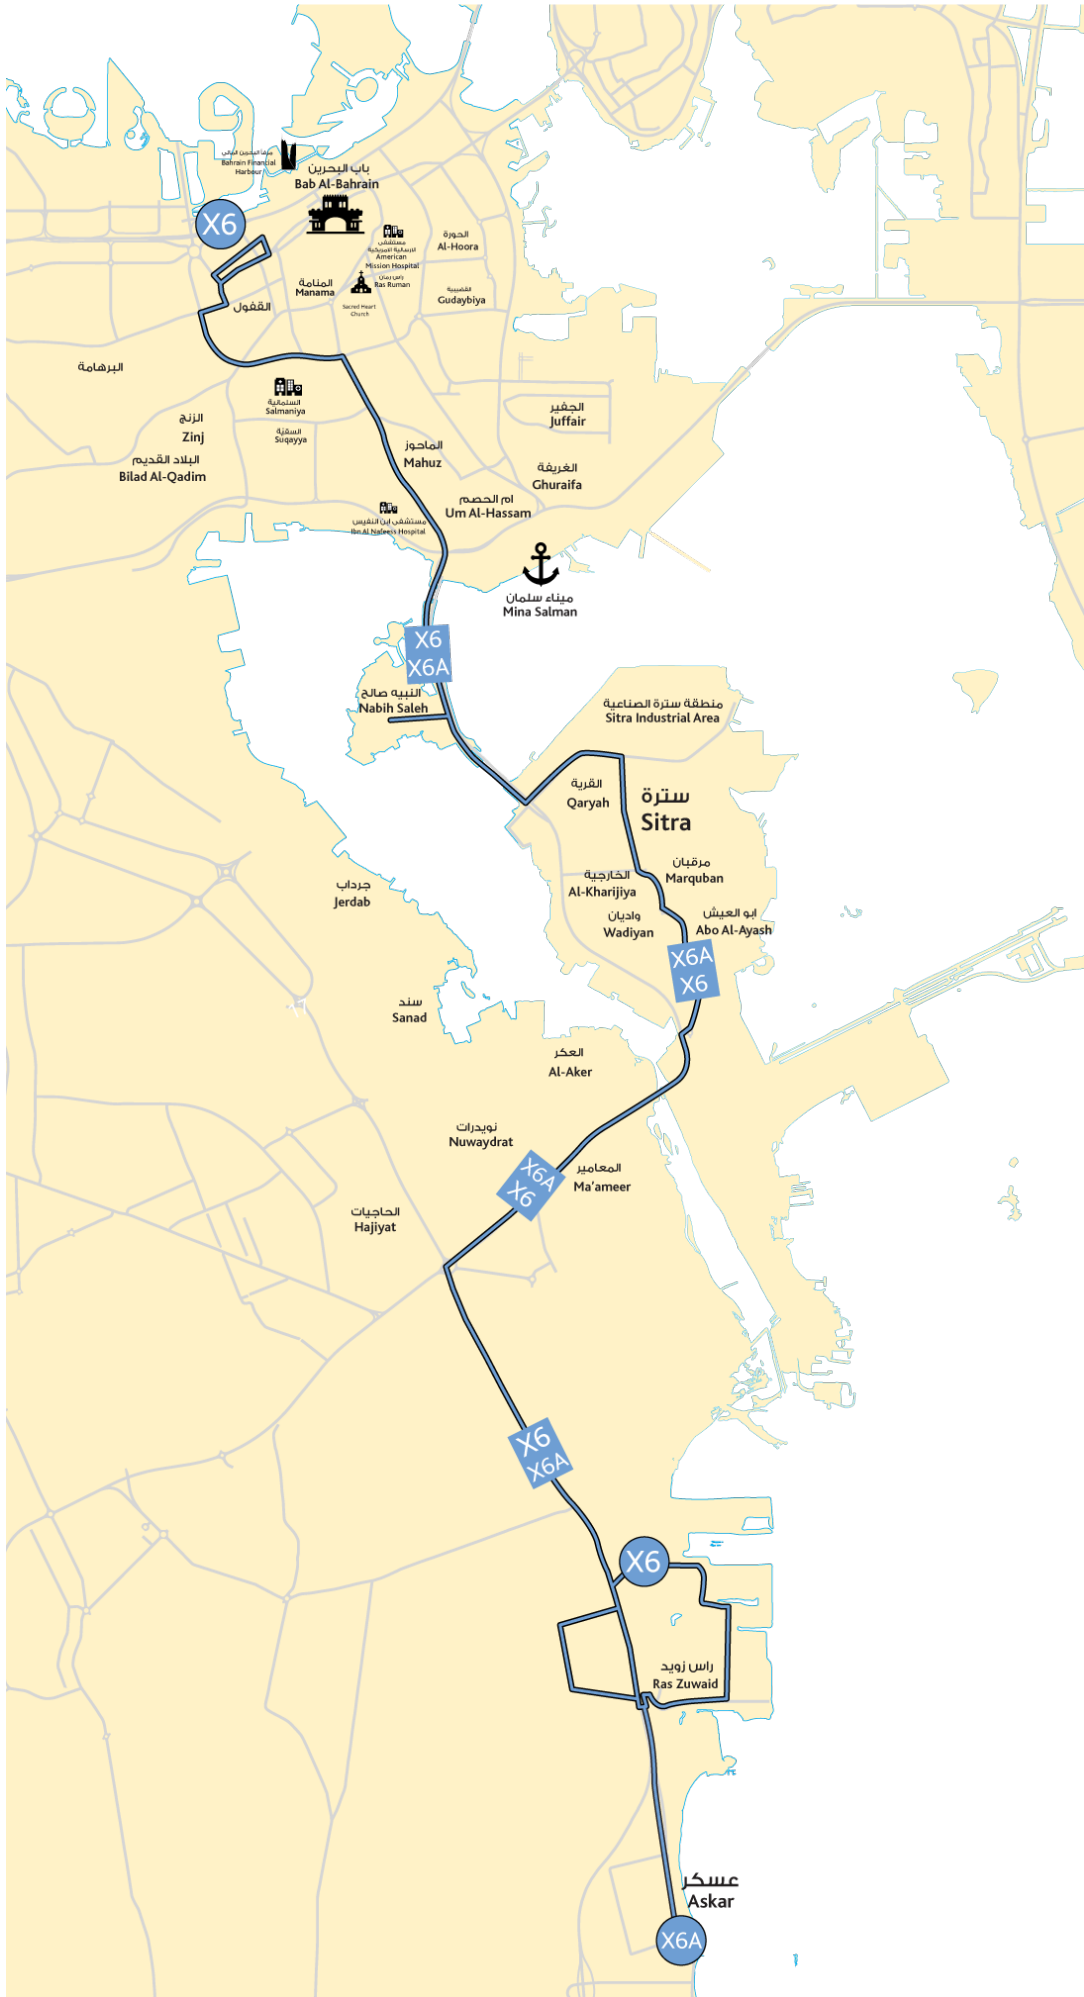 مرفأ البحرين المالي
Bahrain Financial
Harbour
باب البحرين
Bab Al-Bahrain
X6
مستشفى
الارسالية الامريكية
American
Mission Hospital
الحورة
Al-Hoora
راس رمان
Ras Ruman
المنامة
Manama
القضيبية
Gudaybiya
القفول
Sacred Heart
Church
البرهامة
السلمانية
Salmaniya
الجفير
Juffair
الزنج
Zinj
السقية
Suqayya
الماحوز
Mahuz
البلاد القديم
Bilad Al-Qadim
الغريفة
Ghuraifa
ام الحصم
Um Al-Hassam
مستشفى ابن النفيس
Ibn Al Nafeess Hospital
ميناء سلمان
Mina Salman
X6
X6A
النبيه صالح
Nabih Saleh
منطقة سترة الصناعية
Sitra Industrial Area
القرية
Qaryah
سترة
Sitra
مرقبان
Marquban
الخارجية
Al-Kharijiya
جرداب
Jerdab
واديان
Wadiyan
ابو العيش
Abo Al-Ayash
X6A
X6
سند
Sanad
العكر
Al-Aker
نويدرات
Nuwaydrat
المعامير
Ma'ameer
X6A
X6
الحاجيات
Hajiyat
X6
X6A
X6
راس زويد
Ras Zuwaid
عسكر
Askar
X6A